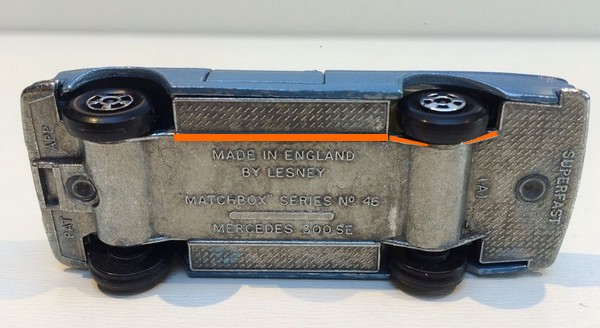 MADE IN ENGLAND
BY LESNEY
"MATCHBOX" SERIES Nº 46
MERCEDES 300 SE
SUPERFAST
(A)
APP
PAT